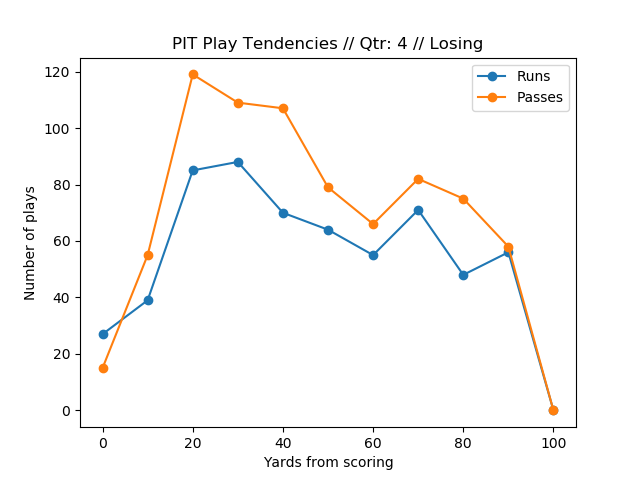 PIT Play Tendencies // Qtr: 4 // Losing
Runs
Passes
Number of plays
120
100
80
60
40
20
0
0 20 40 60 80 100
Yards from scoring